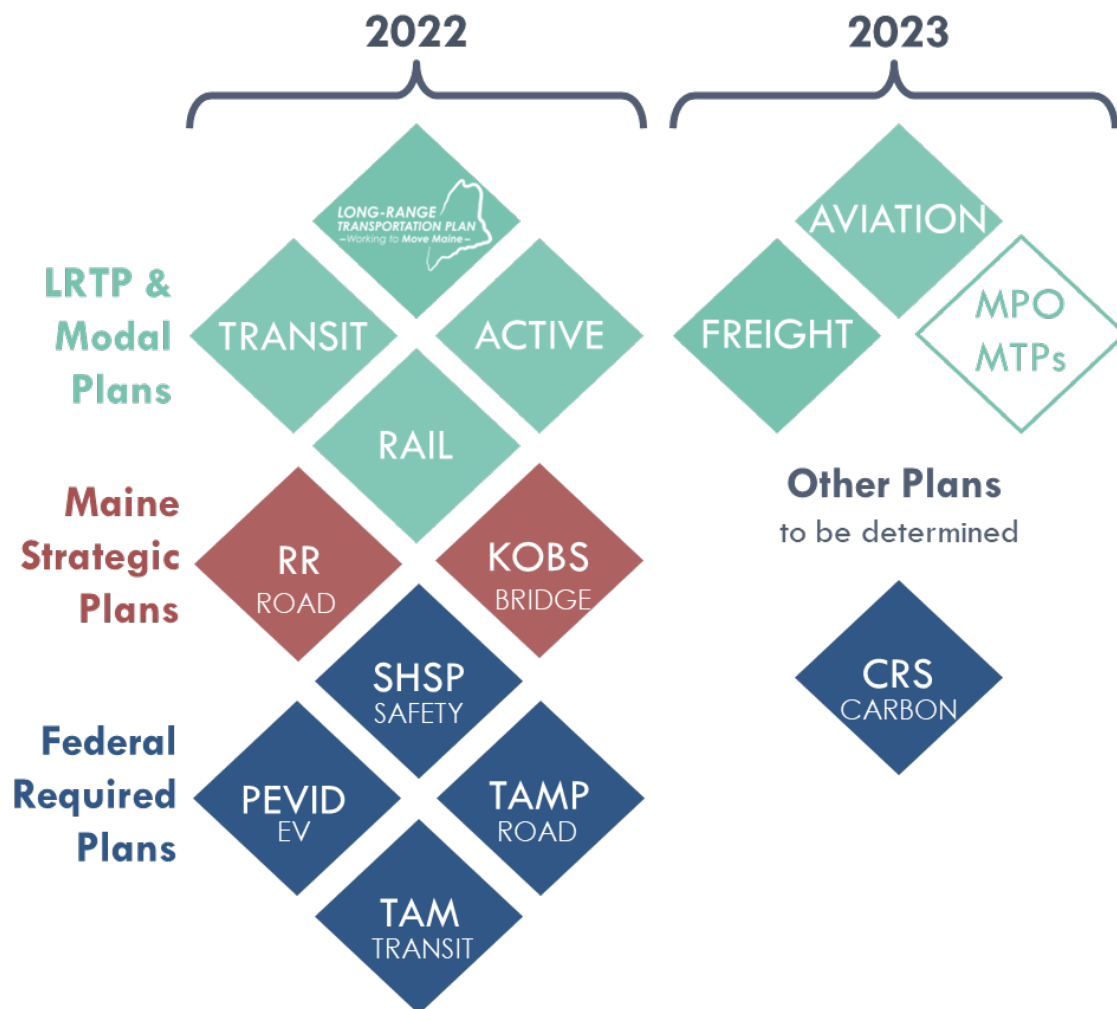 2022
2023
LRTP &
Modal
Plans
LONG-RANGE
TRANSPORTATION PLAN
–Working to Move Maine–
TRANSIT
ACTIVE
RAIL
AVIATION
FREIGHT
MPO
MTPs
Maine
Strategic
Plans
RR
ROAD
KOBS
BRIDGE
Other Plans
to be determined
Federal
Required
Plans
SHSP
SAFETY
PEVID
EV
TAMP
ROAD
TAM
TRANSIT
CRS
CARBON